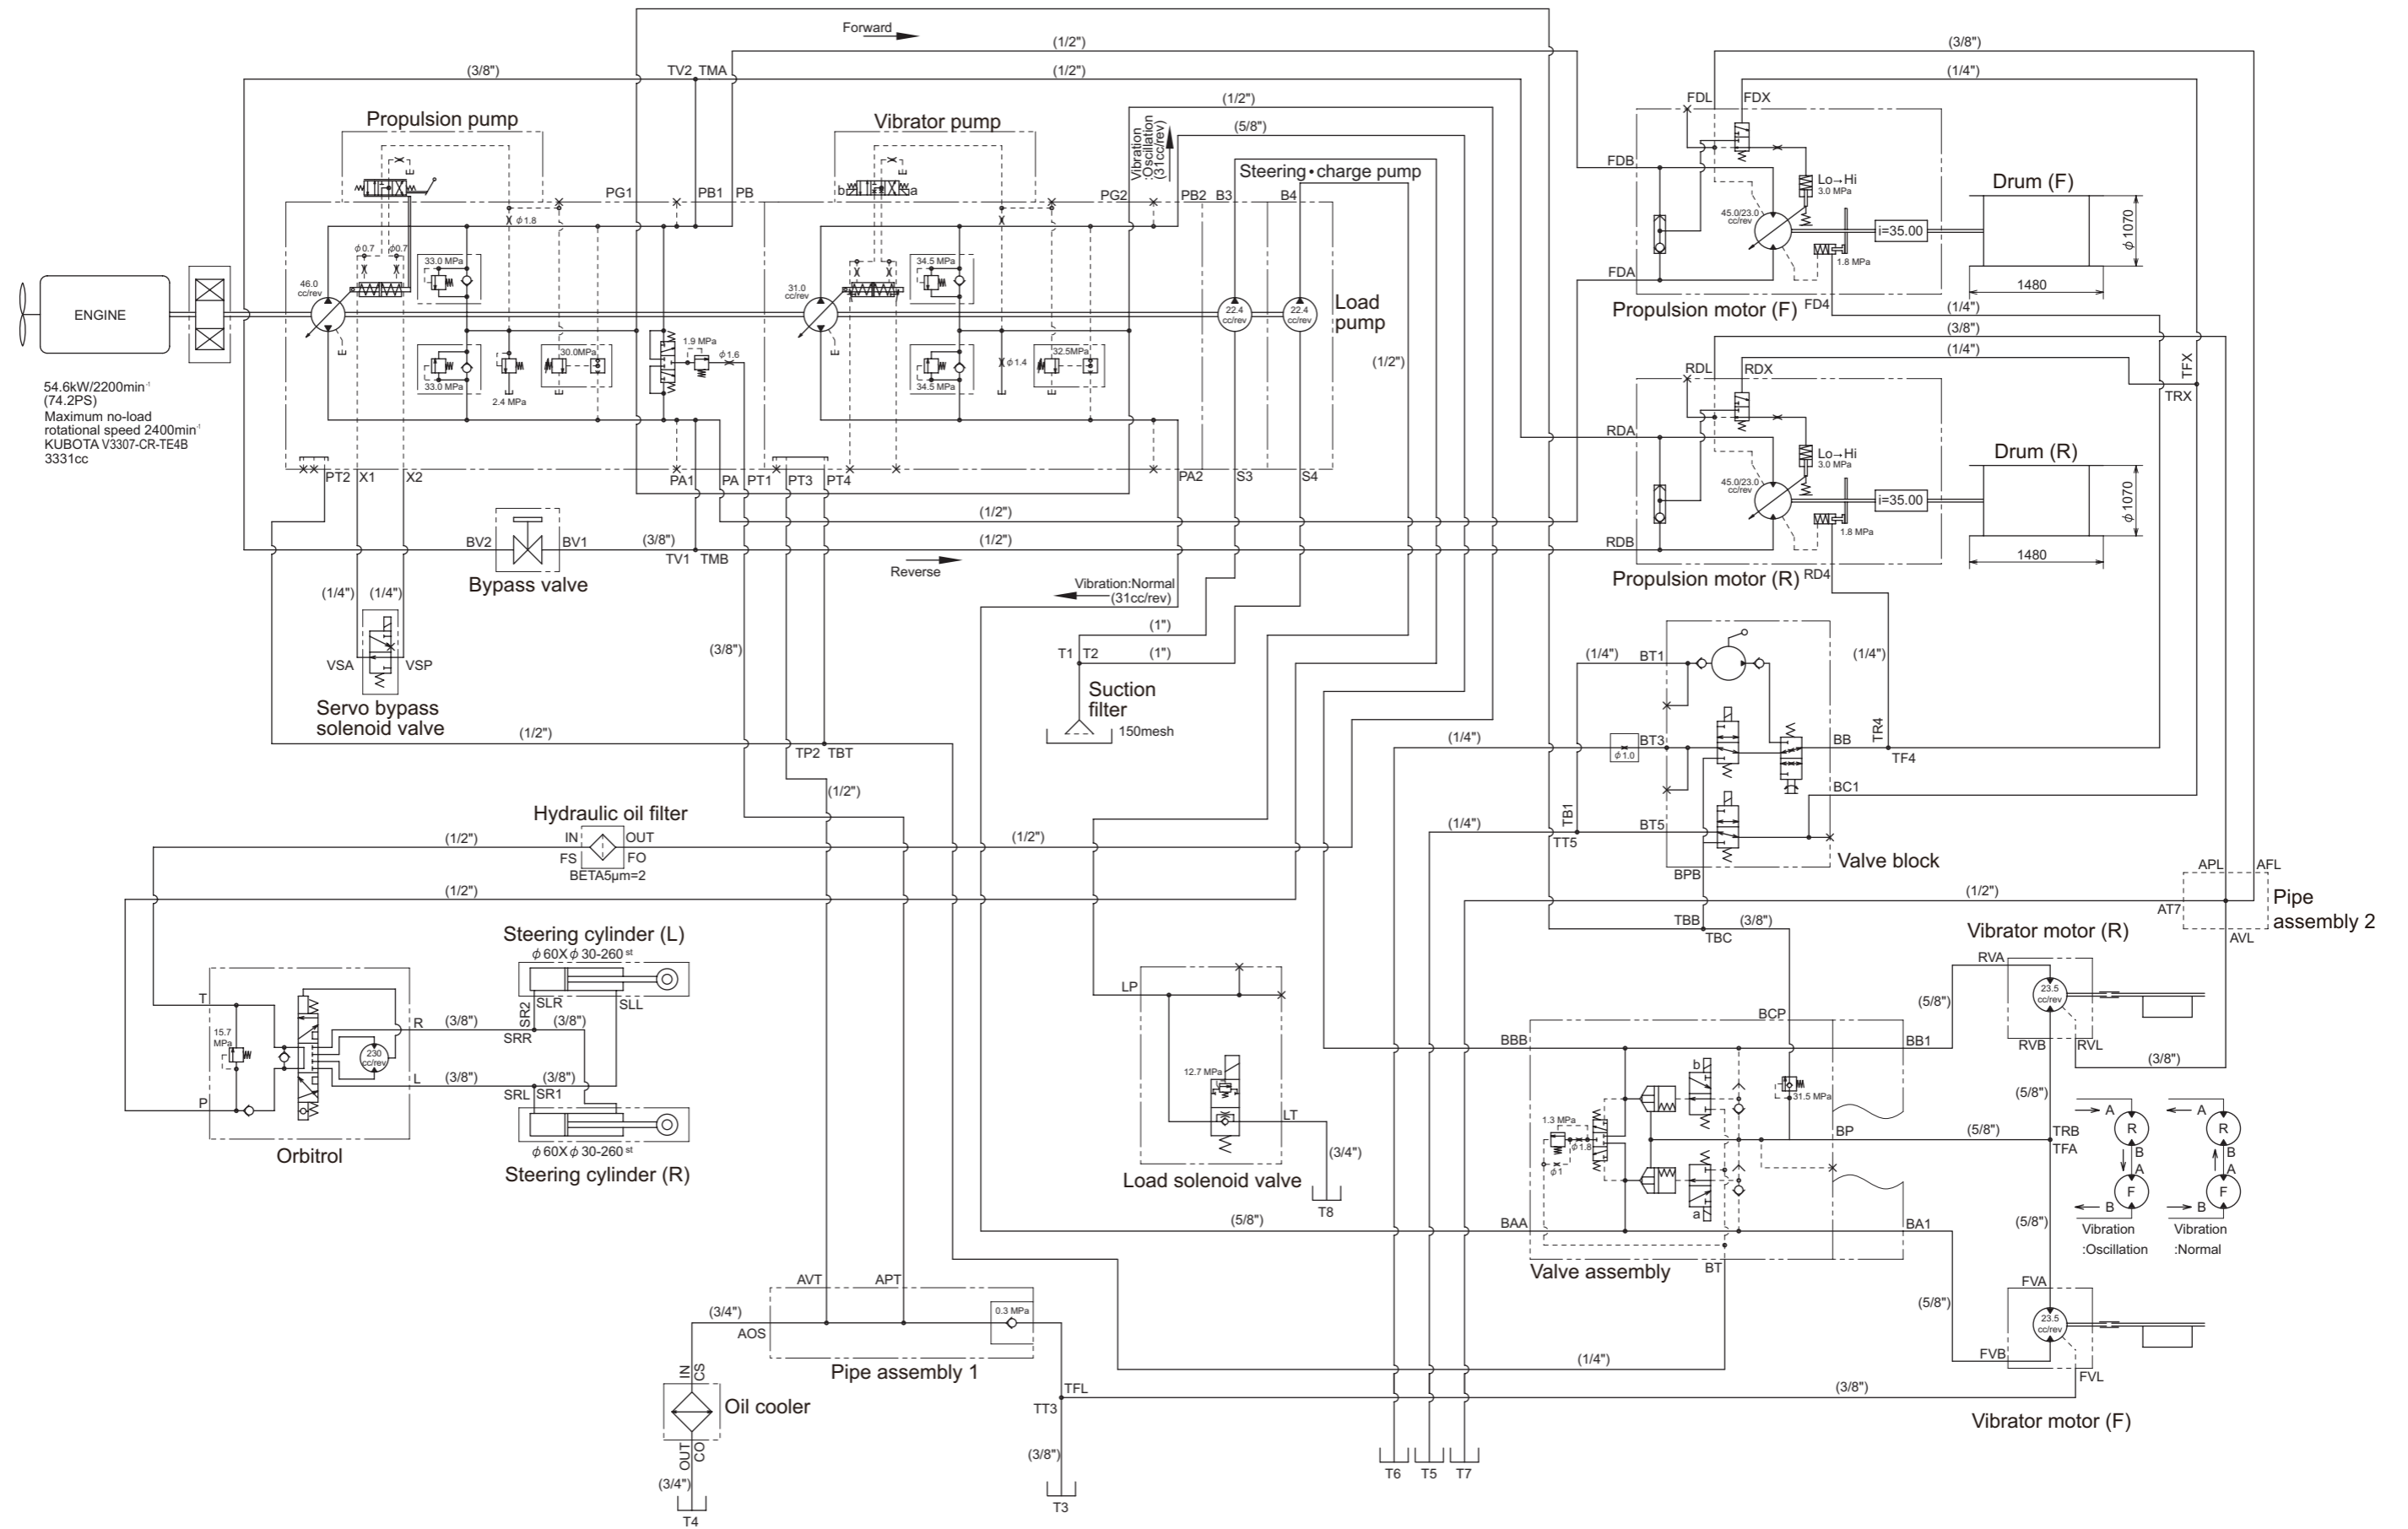 Forward
(1/2")
(3/8")
(3/8")
TV2 TMA
(1/2")
(1/4")
(1/2")
(5/8")
Vibration
:Oscillation
(31cc/rev)
Propulsion pump
Vibrator pump
Steering・charge pump
PG1
PB1
PB
PG2
PB2
B3
B4
b
a
φ1.8
φ0.7
φ0.7
33.0 MPa
34.5 MPa
46.0
cc/rev
31.0
cc/rev
22.4
cc/rev
22.4
cc/rev
Load
pump
(1/2")
ENGINE
1.9 MPa
φ1.6
30.0MPa
φ1.4
32.5MPa
33.0 MPa
2.4 MPa
34.5 MPa
54.6kW/2200min⁻¹
(74.2PS)
Maximum no-load
rotational speed 2400min⁻¹
KUBOTA V3307-CR-TE4B
3331cc
PT2
X1
X2
PA1
PA
PT1
PT3
PT4
PA2
S3
S4
(1/2")
BV2
BV1
Bypass valve
(3/8")
TV1
TMB
(1/2")
Reverse
Vibration:Normal
(31cc/rev)
(1/4")
(1/4")
VSA
VSP
Servo bypass
solenoid valve
(3/8")
(1")
T1
T2
(1")
Suction
filter
150mesh
(1/2")
TP2
TBT
(1/2")
FDL
FDX
FDB
Lo→Hi
3.0 MPa
45.0/23.0
cc/rev
i=35.00
Drum (F)
φ1070
1480
1.8 MPa
FDA
FD4
Propulsion motor (F)
(1/4")
(3/8")
(1/4")
RDL
RDX
TFX
TRX
RDA
Lo→Hi
3.0 MPa
45.0/23.0
cc/rev
i=35.00
Drum (R)
φ1070
1480
1.8 MPa
RDB
RD4
Propulsion motor (R)
(1/4")
BT1
(1/4")
(1/4")
φ1.0
BT3
BB
TR4
TF4
BC1
TB1
(1/4")
TT5
BT5
Valve block
BPB
Hydraulic oil filter
(1/2")
IN
OUT
FS
FO
BETA5μm=2
(1/2")
(1/2")
(1/2")
APL
AFL
AT7
AVL
Pipe
assembly 2
TBB
(3/8")
TBC
Steering cylinder (L)
φ60Xφ30-260 st
SLR
SLL
SR2
T
R
(3/8")
SRR
(3/8")
15.7
MPa
230
cc/rev
L
(3/8")
(3/8")
SRL
SR1
P
Orbitrol
φ60Xφ30-260 st
Steering cylinder (R)
LP
12.7 MPa
LT
(3/4")
Load solenoid valve
T8
(5/8")
Vibrator motor (R)
RVA
(5/8")
23.5
cc/rev
RVB
RVL
(3/8")
BCP
BBB
BB1
b
31.5 MPa
1.3 MPa
φ1.8
φ1
BP
(5/8")
(5/8")
TRB
TFA
a
BAA
BA1
Valve assembly
BT
(5/8")
A
R
B
A
F
B
Vibration
:Oscillation
A
R
B
A
F
B
Vibration
:Normal
FVA
(5/8")
23.5
cc/rev
FVB
FVL
Vibrator motor (F)
AVT
APT
(3/4")
AOS
0.3 MPa
Pipe assembly 1
(1/4")
IN
CS
Oil cooler
OUT
CO
(3/4")
T4
TFL
TT3
(3/8")
(3/8")
T3
T6
T5
T7